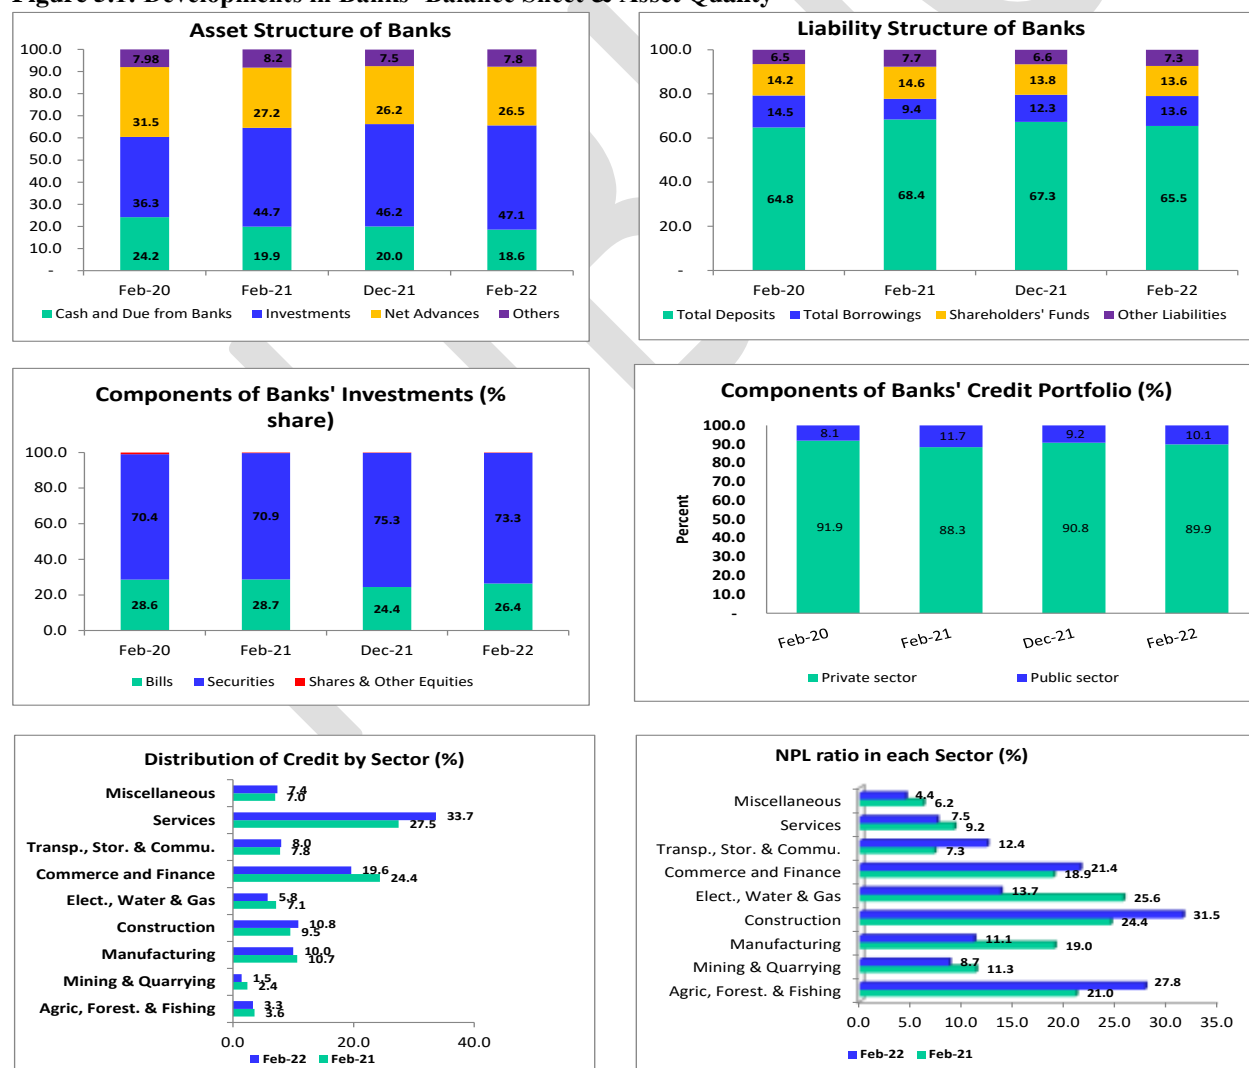 Figure 3.1: Developments in Banks' Balance Sheet & Asset Quality
Asset Structure of Banks
100.0
90.0
80.0
70.0
60.0
50.0
40.0
30.0
20.0
10.0
-
7.98 8.2 7.5 7.8
31.5 27.2 26.2 26.5
36.3 44.7 46.2 47.1
24.2 19.9 20.0 18.6
Feb-20 Feb-21 Dec-21 Feb-22
Cash and Due from Banks Investments Net Advances Others
Liability Structure of Banks
100.0
80.0
60.0
40.0
20.0
-
6.5 7.7 6.6 7.3
14.2 14.6 13.8 13.6
14.5 9.4 12.3 13.6
64.8 68.4 67.3 65.5
Feb-20 Feb-21 Dec-21 Feb-22
Total Deposits Total Borrowings Shareholders' Funds Other Liabilities
Components of Banks' Investments (%
share)
100.0
80.0
60.0
40.0
20.0
0.0
70.4 70.9 75.3 73.3
28.6 28.7 24.4 26.4
Feb-20 Feb-21 Dec-21 Feb-22
Bills Securities Shares & Other Equities
Components of Banks' Credit Portfolio (%)
Percent
100.0
90.0
80.0
70.0
60.0
50.0
40.0
30.0
20.0
10.0
-
8.1 11.7 9.2 10.1
91.9 88.3 90.8 89.9
Feb-20 Feb-21 Dec-21 Feb-22
Private sector Public sector
Distribution of Credit by Sector (%)
Miscellaneous 7.4
7.0
Services 33.7
27.5
Transp., Stor. & Commu. 8.0
7.8
Commerce and Finance 19.6
24.4
Elect., Water & Gas 5.8
7.1
Construction 10.8
9.5
Manufacturing 10.0
10.7
Mining & Quarrying 1.5
2.4
Agric, Forest. & Fishing 3.3
3.6
0.0 20.0 40.0
Feb-22 Feb-21
NPL ratio in each Sector (%)
Miscellaneous 4.4
6.2
Services 7.5
9.2
Transp., Stor. & Commu. 12.4
7.3
Commerce and Finance 21.4
18.9
Elect., Water & Gas 13.7
25.6
Construction 31.5
24.4
Manufacturing 11.1
19.0
Mining & Quarrying 8.7
11.3
Agric, Forest. & Fishing 27.8
21.0
0.0 5.0 10.0 15.0 20.0 25.0 30.0 35.0
Feb-22 Feb-21